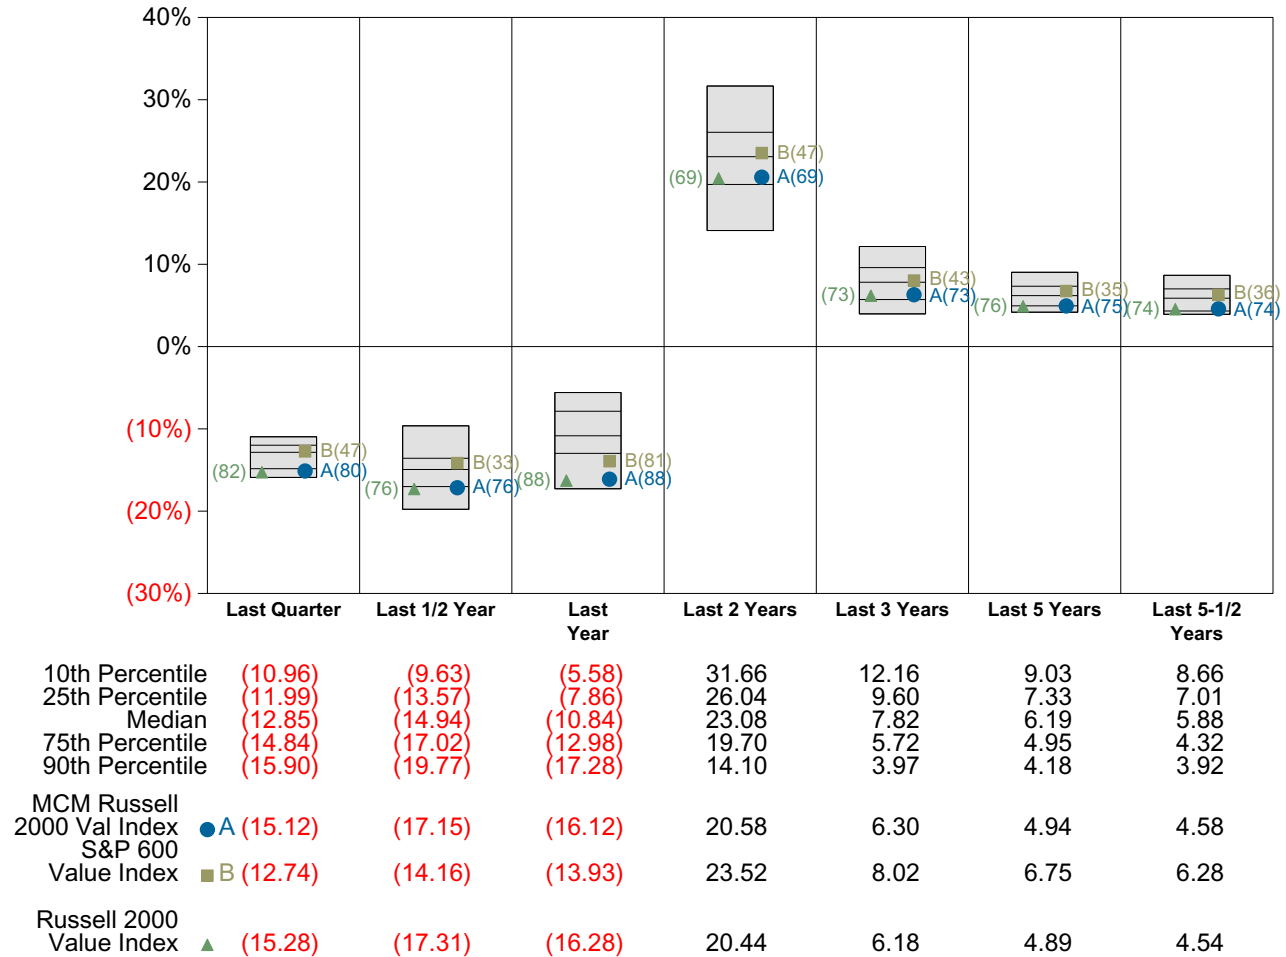 40%
30%
20%
10%
0%
(10%)
(20%)
(30%)
(82) B(47) A(80)
(76) B(33) A(76)
(88) B(81) A(88)
(69) B(47) A(69)
(73) B(43) A(73)
(76) B(35) A(75)
(74) B(36) A(74)
Last Quarter Last 1/2 Year Last Year Last 2 Years Last 3 Years Last 5 Years Last 5-1/2 Years
10th Percentile (10.96) (9.63) (5.58) 31.66 12.16 9.03 8.66
25th Percentile (11.99) (13.57) (7.86) 26.04 9.60 7.33 7.01
Median (12.85) (14.94) (10.84) 23.08 7.82 6.19 5.88
75th Percentile (14.84) (17.02) (12.98) 19.70 5.72 4.95 4.32
90th Percentile (15.90) (19.77) (17.28) 14.10 3.97 4.18 3.92
MCM Russell
2000 Val Index A (15.12) (17.15) (16.12) 20.58 6.30 4.94 4.58
S&P 600
Value Index B (12.74) (14.16) (13.93) 23.52 8.02 6.75 6.28
Russell 2000
Value Index (15.28) (17.31) (16.28) 20.44 6.18 4.89 4.54